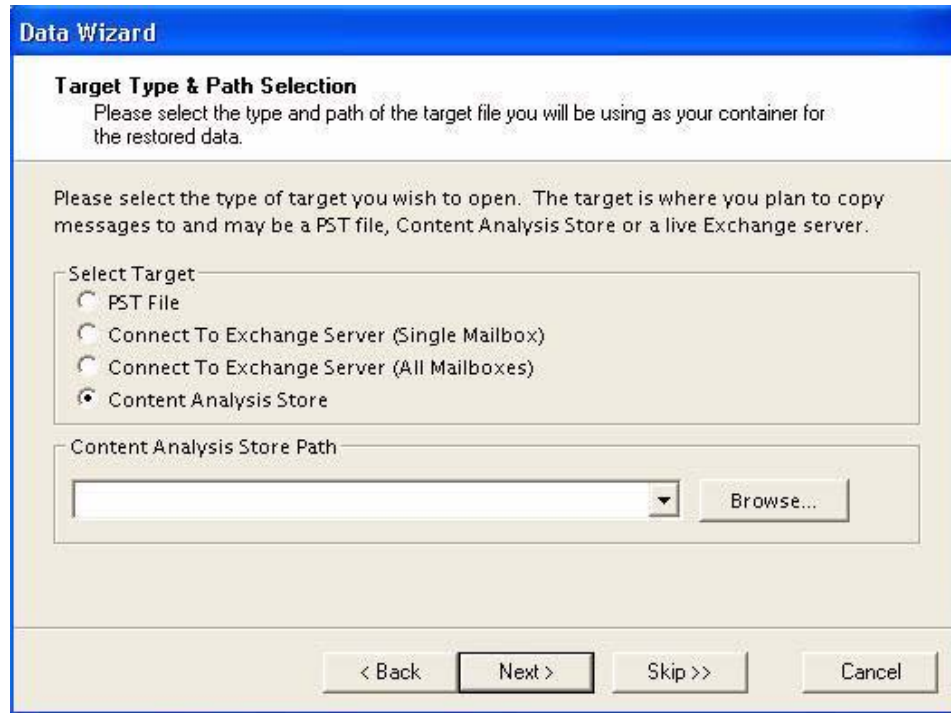 Data Wizard
Target Type & Path Selection
Please select the type and path of the target file you will be using as your container for
the restored data.
Please select the type of target you wish to open. The target is where you plan to copy
messages to and may be a PST file, Content Analysis Store or a live Exchange server.
Select Target
PST File
Connect To Exchange Server (Single Mailbox)
Connect To Exchange Server (All Mailboxes)
Content Analysis Store
Content Analysis Store Path
Browse...
< Back
Next >
Skip >>
Cancel